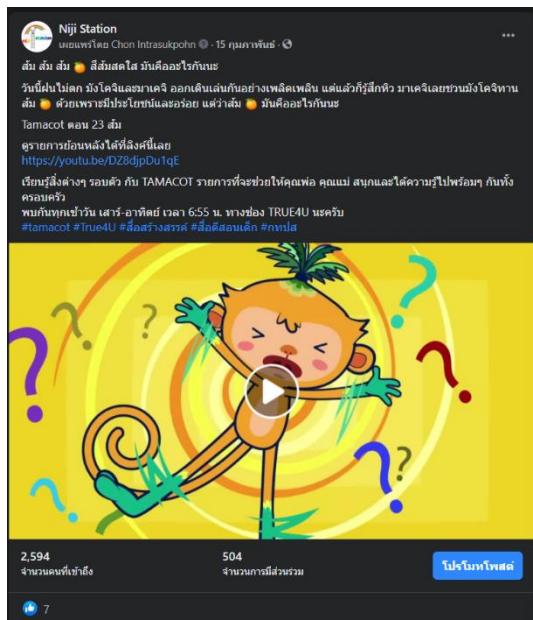 Niji Station
เผยแพร่โดย Chon Intrasukpohn · 15 กุมภาพันธ์ ·
ส้ม ส้ม ส้ม 🍊 สีส้มสดใส มันคืออะไรกันนะ
วันนี้ฝนไม่ตก มังโคจิและมาเคจิ ออกเดินเล่นกันอย่างเพลิดเพลิน แต่แล้วก็รู้สึกหิว มาเคจิเลยชวนมังโคจิทาน
ส้ม 🍊 ด้วยเพราะมีประโยชน์และอร่อย แต่ว่าส้ม 🍊 มันคืออะไรกันนะ
Tamacot ตอน 23 ส้ม
ดูรายการย้อนหลังได้ที่ลิงค์นี้เลย
https://youtu.be/DZ8djpDu1qE
เรียนรู้สิ่งต่างๆ รอบตัว กับ TAMACOT รายการที่จะช่วยให้คุณพ่อ คุณแม่ สนุกและได้ความรู้ไปพร้อมๆ กันทั้ง
ครอบครัว
พบกันทุกเช้าวัน เสาร์-อาทิตย์ เวลา 6:55 น. ทางช่อง TRUE4U นะครับ
#tamacot #True4U #สื่อสร้างสรรค์ #สื่อดีสอนเด็ก #กทปส
? ? ? ? ? ? ? ?
2,594 504
จำนวนคนที่เข้าถึง จำนวนการมีส่วนร่วม โปรโมทโพสต์
7